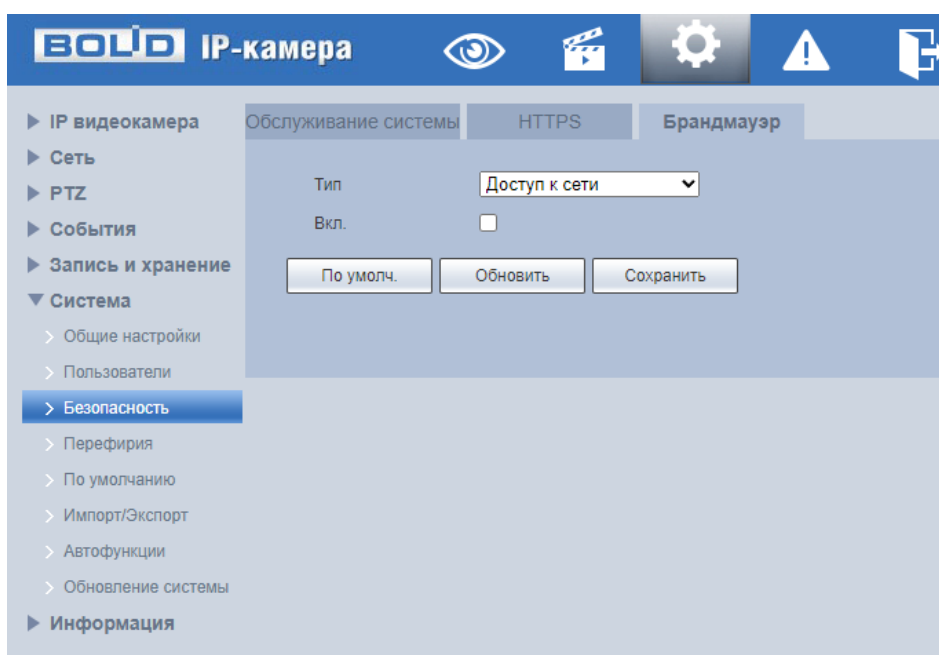 BOLID IP-камера
IP видеокамера
Сеть
PTZ
События
Запись и хранение
Система
Общие настройки
Пользователи
Безопасность
Перефирия
По умолчанию
Импорт/Экспорт
Автофункции
Обновление системы
Информация
Обслуживание системы HTTPS Брандмауэр
Тип Доступ к сети
Вкл.
По умолч. Обновить Сохранить